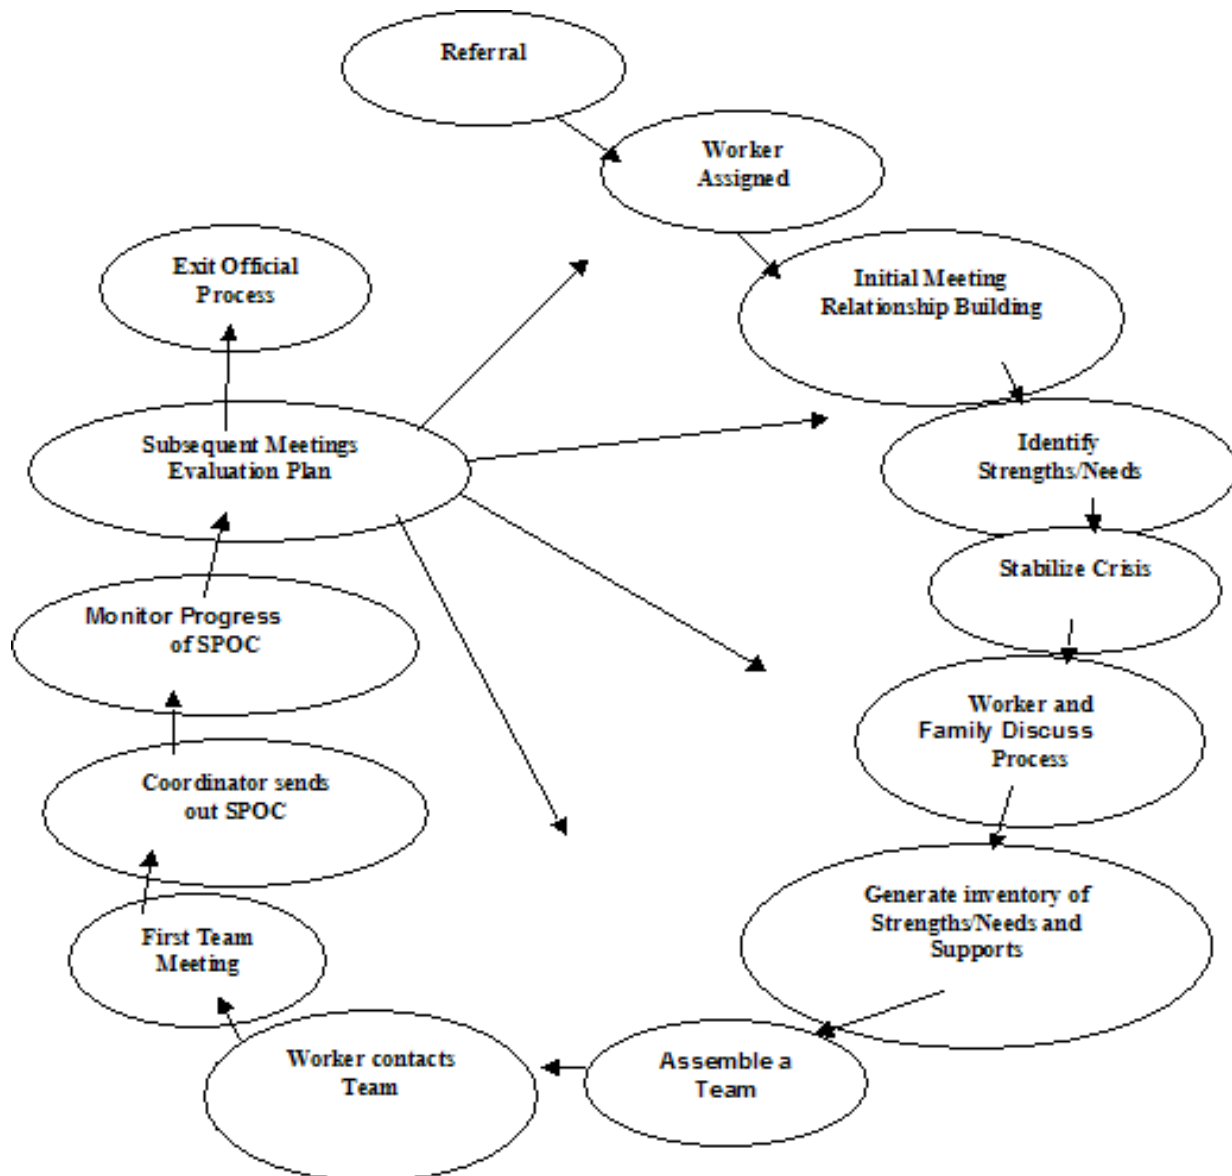 Referral
Worker
Assigned
Initial Meeting
Relationship Building
Identify
Strengths/Needs
Stabilize Crisis
Worker and
Family Discuss
Process
Generate inventory of
Strengths/Needs and
Supports
Assemble a
Team
Worker contacts
Team
First Team
Meeting
Coordinator sends
out SPOC
Monitor Progress
of SPOC
Subsequent Meetings
Evaluation Plan
Exit Official
Process